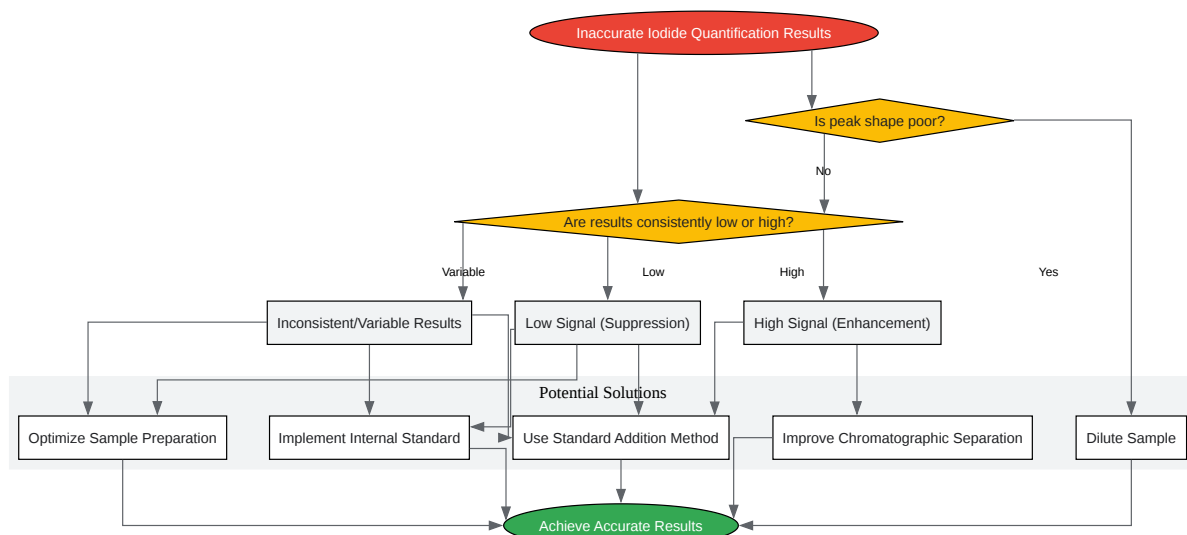 Inaccurate Iodide Quantification Results
Is peak shape poor?
No
Are results consistently low or high?
Variable
Low
High
Yes
Inconsistent/Variable Results
Low Signal (Suppression)
High Signal (Enhancement)
Potential Solutions
Optimize Sample Preparation
Implement Internal Standard
Use Standard Addition Method
Improve Chromatographic Separation
Dilute Sample
Achieve Accurate Results